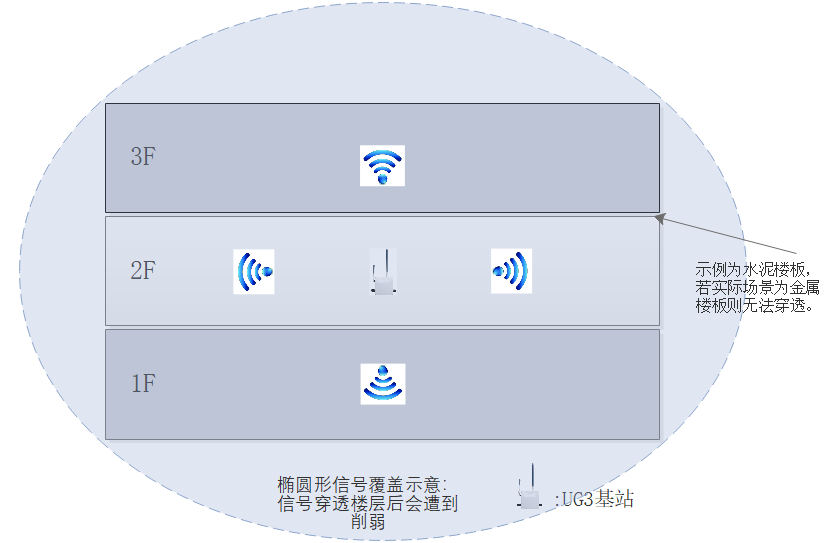 3F
2F
示例为水泥楼板，
若实际场景为金属
楼板则无法穿透。
1F
椭圆形信号覆盖示意:
信号穿透楼层后会遭到
削弱
:UG3基站